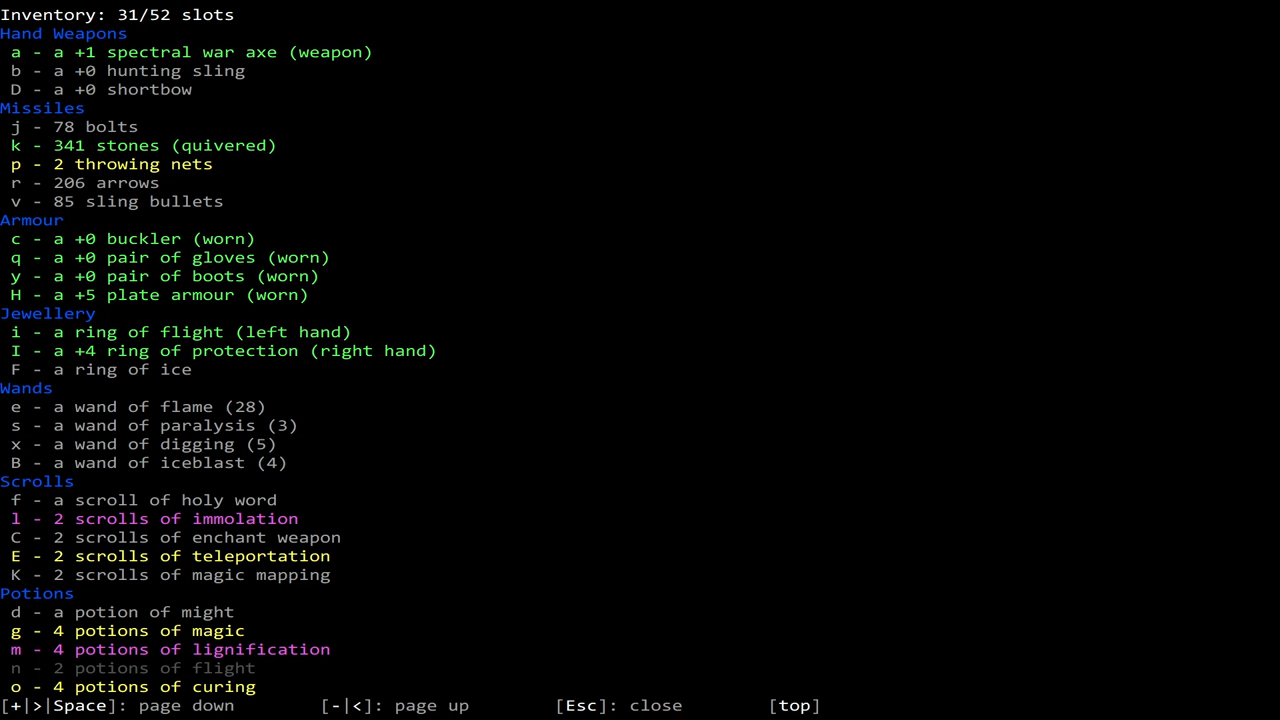 Inventory: 31/52 slots
Hand Weapons
a - a +1 spectral war axe (weapon)
b - a +0 hunting sling
D - a +0 shortbow
Missiles
j - 78 bolts
k - 341 stones (quivered)
p - 2 throwing nets
r - 206 arrows
v - 85 sling bullets
Armour
c - a +0 buckler (worn)
q - a +0 pair of gloves (worn)
y - a +0 pair of boots (worn)
H - a +5 plate armour (worn)
Jewellery
i - a ring of flight (left hand)
I - a +4 ring of protection (right hand)
F - a ring of ice
Wands
e - a wand of flame (28)
s - a wand of paralysis (3)
x - a wand of digging (5)
B - a wand of iceblast (4)
Scrolls
f - a scroll of holy word
l - 2 scrolls of immolation
C - 2 scrolls of enchant weapon
E - 2 scrolls of teleportation
K - 2 scrolls of magic mapping
Potions
d - a potion of might
g - 4 potions of magic
m - 4 potions of lignification
n - 2 potions of flight
o - 4 potions of curing
[+|>|Space]: page down [-|<]: page up [Esc]: close [top]